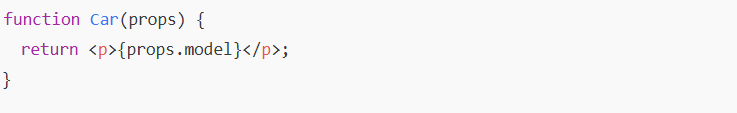 function Car(props) {
  return <p>{props.model}</p>;
}